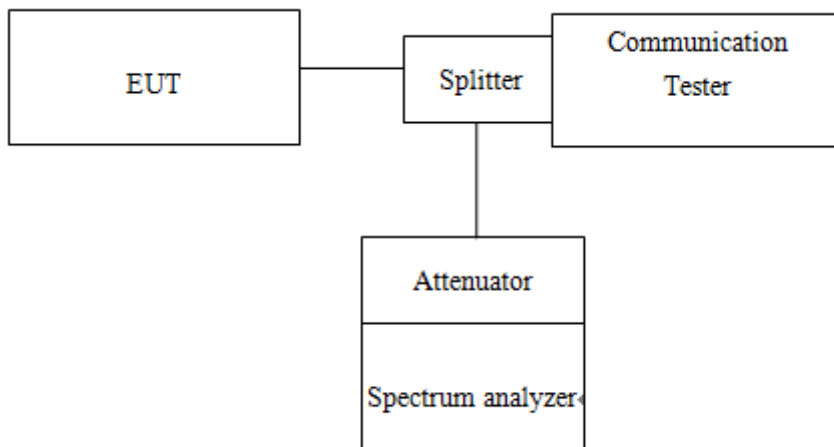 EUT
Splitter
Communication
Tester
Attenuator
Spectrum analyzer